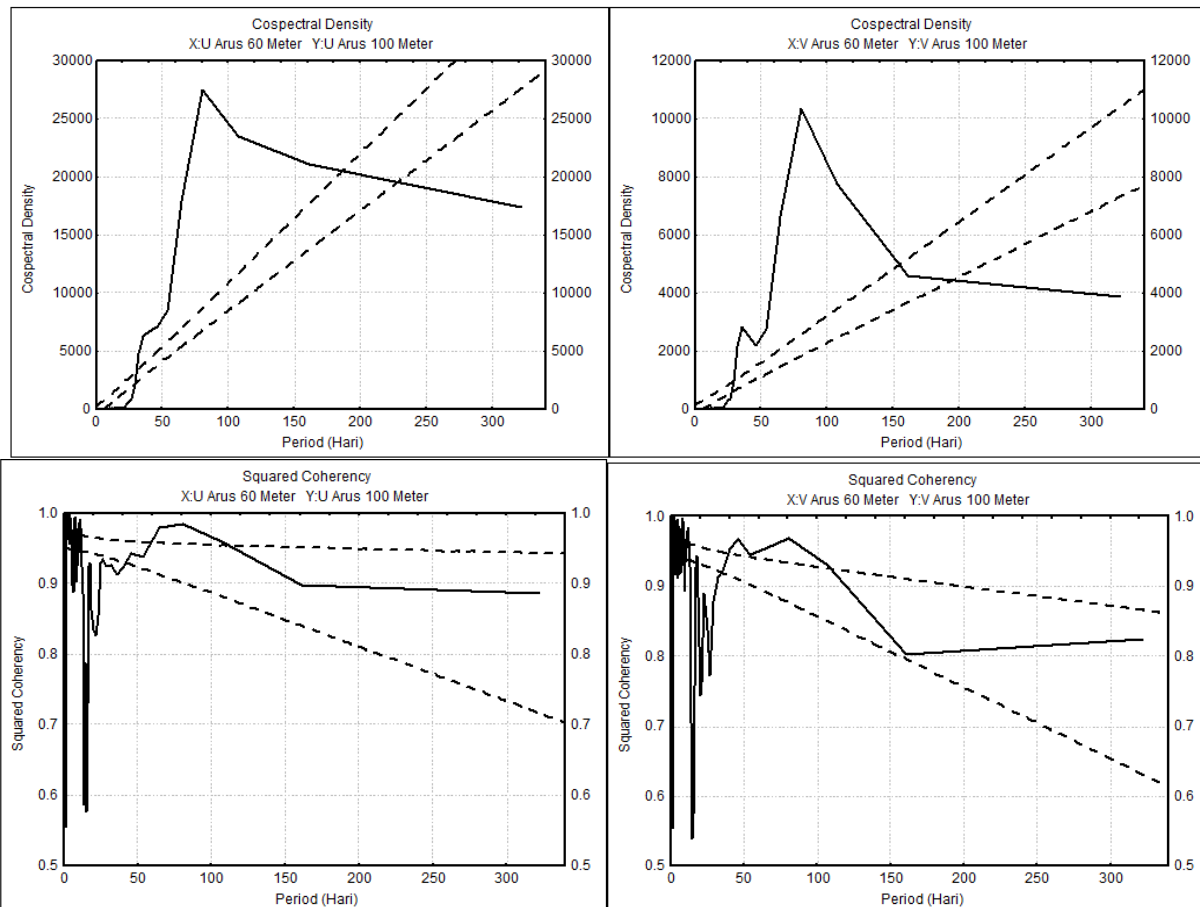 Cospectral Density
X:U Arus 60 Meter Y:U Arus 100 Meter
30000 30000
25000 25000
20000 20000
15000 15000
10000 10000
5000 5000
0 0
Cospectral Density
0 50 100 150 200 250 300
Period (Hari)
Cospectral Density
X:V Arus 60 Meter Y:V Arus 100 Meter
12000 12000
10000 10000
8000 8000
6000 6000
4000 4000
2000 2000
0 0
Cospectral Density
0 50 100 150 200 250 300
Period (Hari)
Squared Coherency
X:U Arus 60 Meter Y:U Arus 100 Meter
1.0 1.0
0.9 0.9
0.8 0.8
0.7 0.7
0.6 0.6
0.5 0.5
Squared Coherency
0 50 100 150 200 250 300
Period (Hari)
Squared Coherency
X:V Arus 60 Meter Y:V Arus 100 Meter
1.0 1.0
0.9 0.9
0.8 0.8
0.7 0.7
0.6 0.6
0.5 0.5
Squared Coherency
0 50 100 150 200 250 300
Period (Hari)